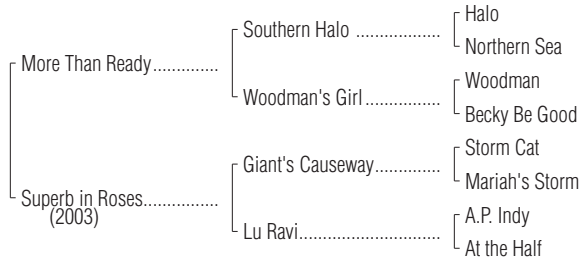 Halo
Southern Halo ...................
Northern Sea
More Than Ready..............
Woodman
Woodman's Girl.................
Becky Be Good
Storm Cat
Giant's Causeway...............
Mariah's Storm
Superb in Roses................
(2003)
A.P. Indy
Lu Ravi................................
At the Half